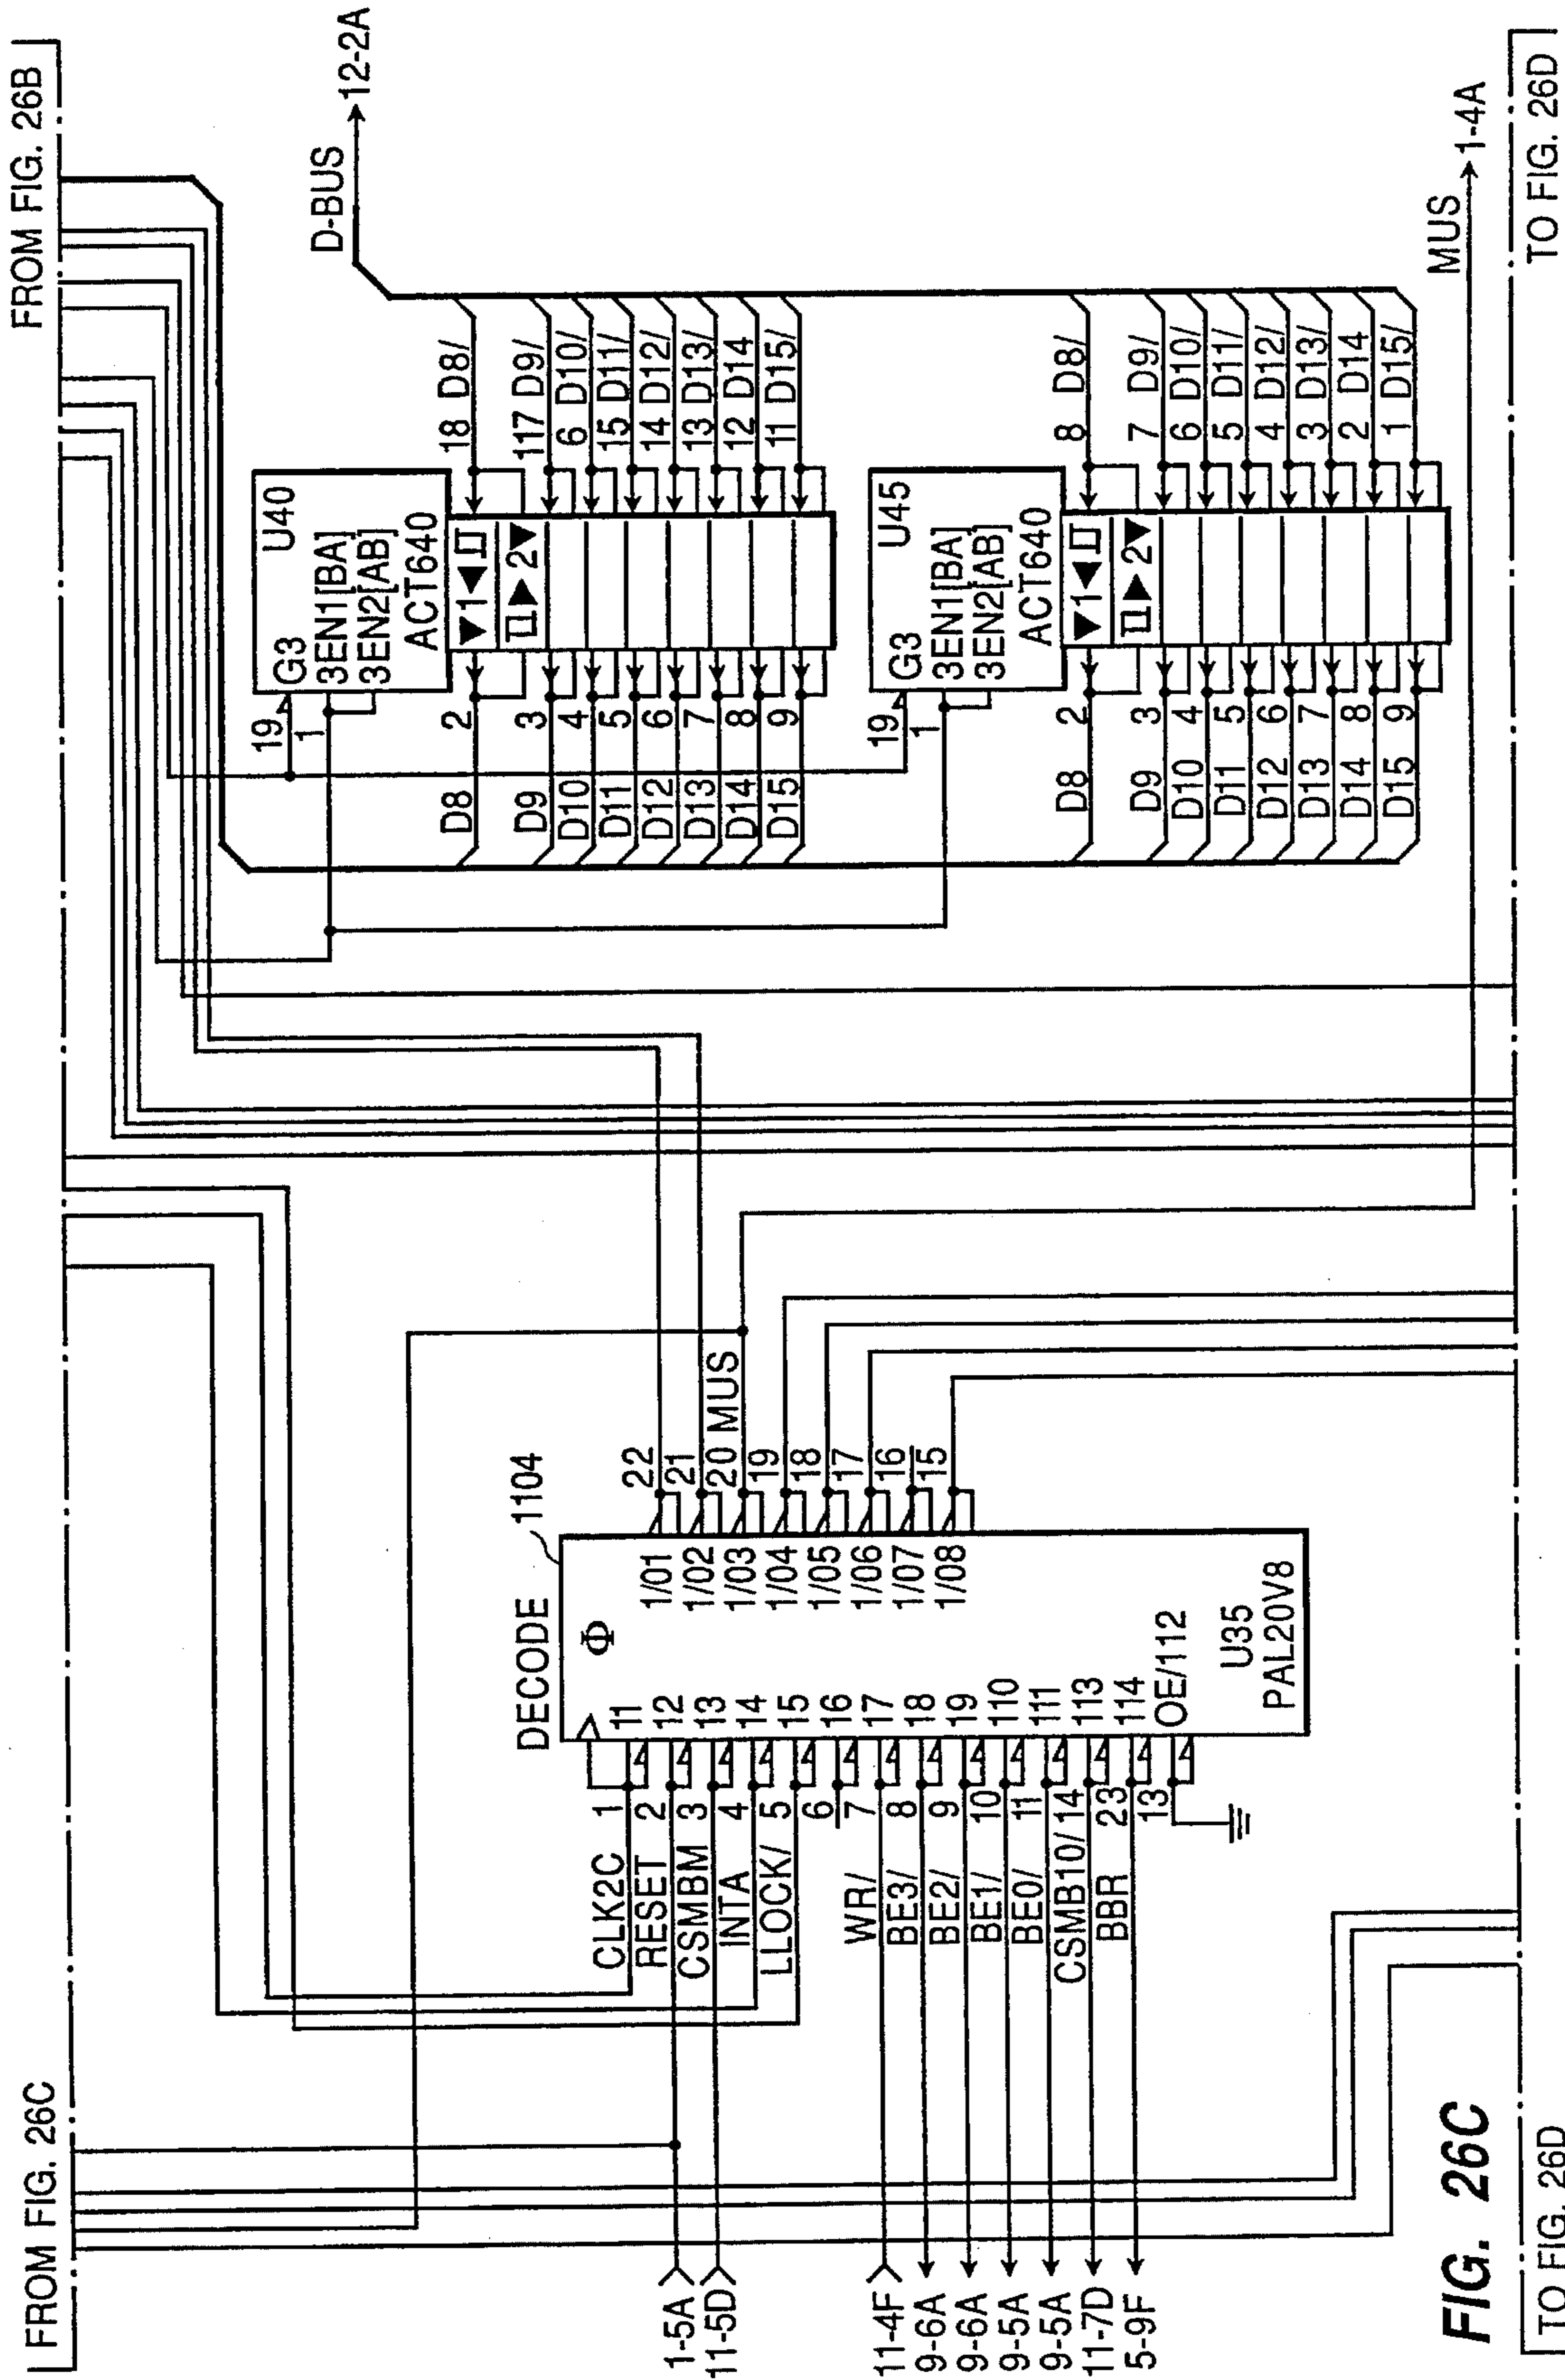 FROM FIG. 26C
FROM FIG. 26B
D-BUS
12-2A
U40
19
G3
1
3EN1[BA]
3EN2[AB]
ACT640
▼1◀
▶2▼
D8 2
D9 3
D10 4
D11 5
D12 6
D13 7
D14 8
D15 9
18 D8/
117 D9/
6 D10/
15 D11/
14 D12/
13 D13/
12 D14
11 D15/
U45
19
G3
1
3EN1[BA]
3EN2[AB]
ACT640
▼1◀
▶2▼
D8 2
D9 3
D10 4
D11 5
D12 6
D13 7
D14 8
D15 9
8 D8/
7 D9/
6 D10/
5 D11/
4 D12/
3 D13/
2 D14
1 D15/
MUS
1-4A
DECODE
1104
Φ
CLK2C 1 11
RESET 2 12
CSMBM 3 13
INTA 4 14
LLOCK/ 5 15
6 16
WR/ 7 17
BE3/ 8 18
BE2/ 9 19
BE1/ 10 110
BE0/ 11 111
CSMB10/ 14 113
BBR 23 114
13 OE/112
1/01 22
1/02 21
1/03 20 MUS
1/04 19
1/05 18
1/06 17
1/07 16
1/08 15
U35
PAL20V8
1-5A
11-5D
11-4F
9-6A
9-6A
9-5A
9-5A
11-7D
5-9F
FIG. 26C
TO FIG. 26D
TO FIG. 26D